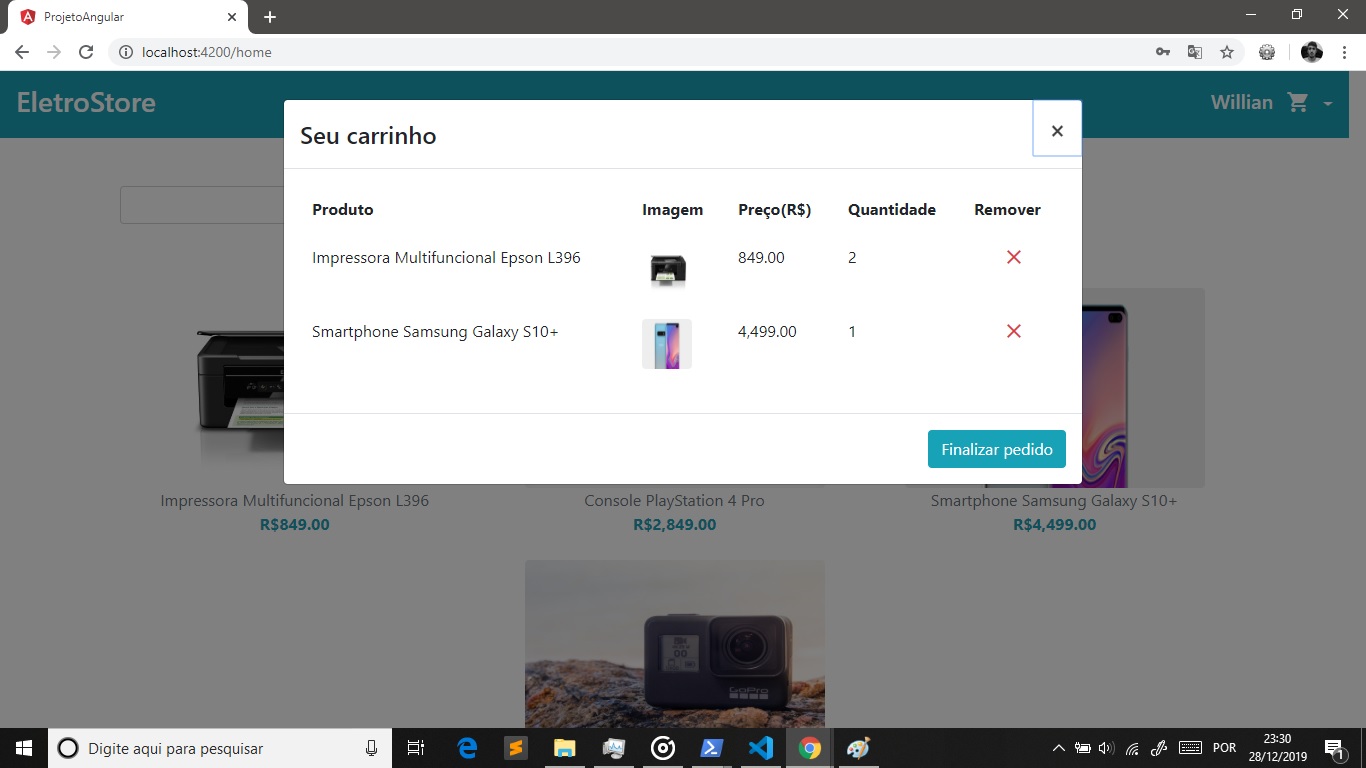 ProjetoAngular
localhost:4200/home
EletroStore
Willian
Seu carrinho
Produto Imagem Preço(R$) Quantidade Remover
Impressora Multifuncional Epson L396 849.00 2
Smartphone Samsung Galaxy S10+ 4,499.00 1
Finalizar pedido
Impressora Multifuncional Epson L396 Console PlayStation 4 Pro Smartphone Samsung Galaxy S10+
R$849.00 R$2,849.00 R$4,499.00
GoPro
Digite aqui para pesquisar
POR
23:30
28/12/2019
1